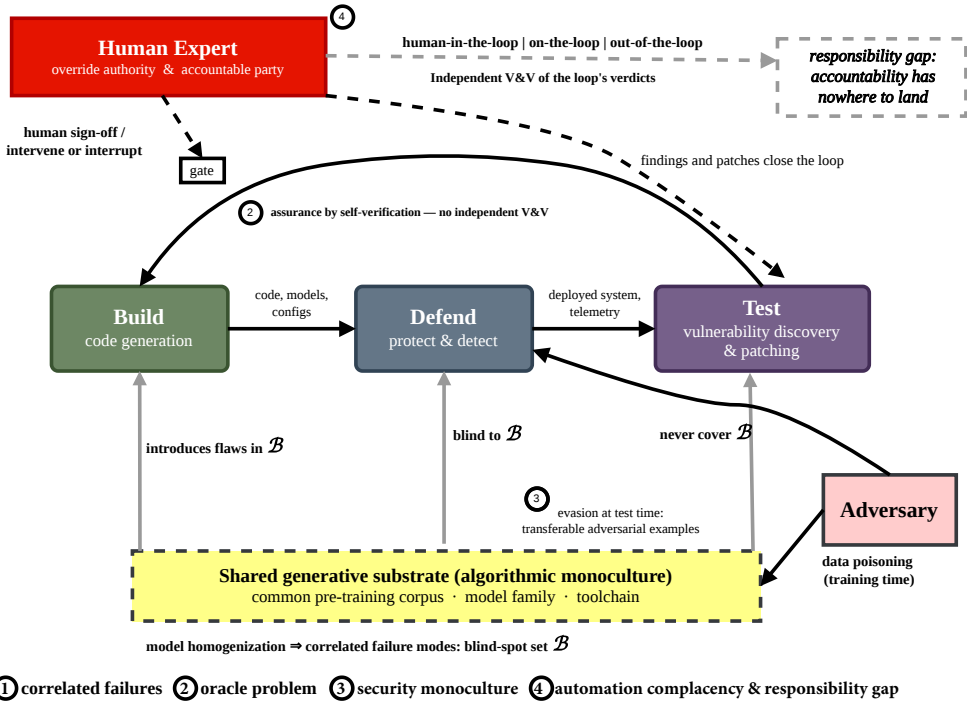 4
Human Expert
override authority & accountable party
human-in-the-loop | on-the-loop | out-of-the-loop
Independent V&V of the loop's verdicts
responsibility gap:
accountability has
nowhere to land
human sign-off /
intervene or interrupt
gate
findings and patches close the loop
2 assurance by self-verification — no independent V&V
Build
code generation
code, models,
configs
Defend
protect & detect
deployed system,
telemetry
Test
vulnerability discovery
& patching
introduces flaws in ℬ
blind to ℬ
never cover ℬ
3
evasion at test time:
transferable adversarial examples
Adversary
data poisoning
(training time)
Shared generative substrate (algorithmic monoculture)
common pre-training corpus · model family · toolchain
model homogenization ⇒ correlated failure modes: blind-spot set ℬ
1 correlated failures 2 oracle problem 3 security monoculture 4 automation complacency & responsibility gap